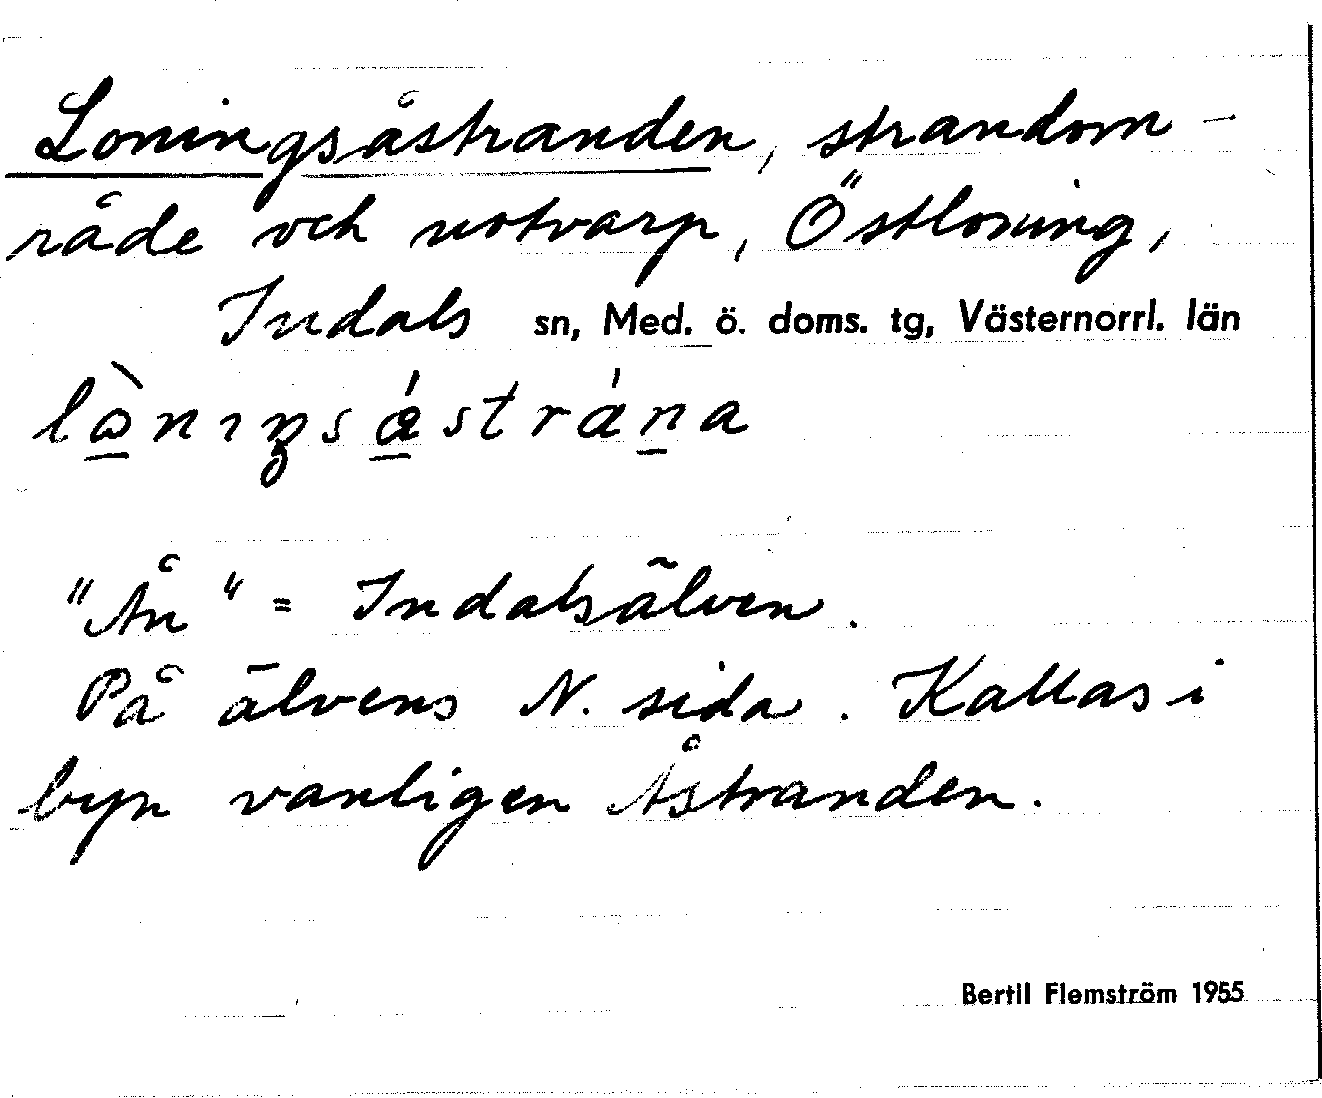 Loningsåstranden, strandom-
råde och notvarp, Östloning,
Indals sn, Med. ö. doms. tg, Västernorrl. län
"Ån" = Indalsälven.
På älvens N. sida. Kallas i
byn vanligen Åstranden.
Bertil Flemström 1955